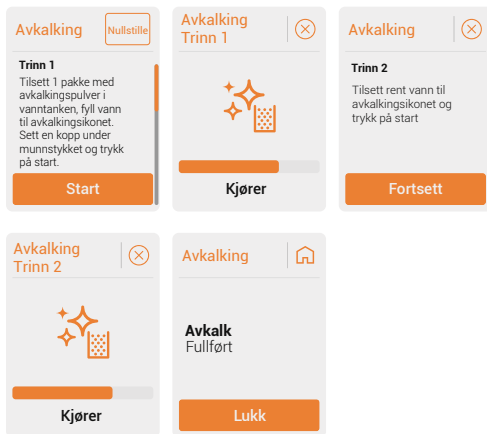 Avkalking
Nullstille
Trinn 1
Tilsett 1 pakke med
avkalkingspulver i
vanntanken, fyll vann
til avkalkingsikonet.
Sett en kopp under
munnstykket og trykk
på start.
Start
Avkalking
Trinn 1
Kjører
Avkalking
Trinn 2
Tilsett rent vann til
avkalkingsikonet og
trykk på start
Fortsett
Avkalking
Trinn 2
Kjører
Avkalking
Avkalk
Fullført
Lukk